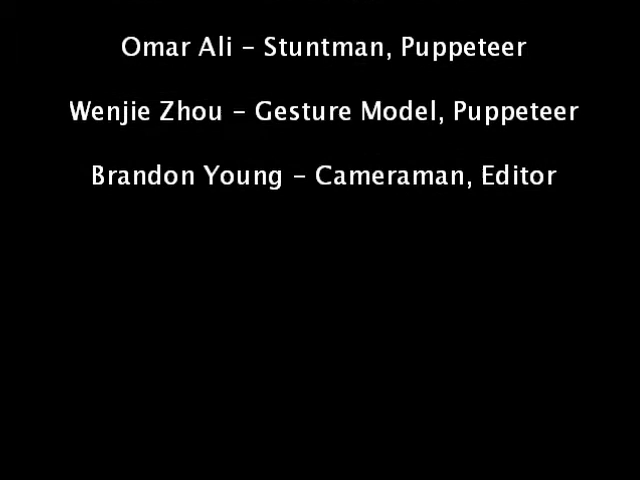 Omar Ali - Stuntman, Puppeteer
Wenjie Zhou - Gesture Model, Puppeteer
Brandon Young - Cameraman, Editor